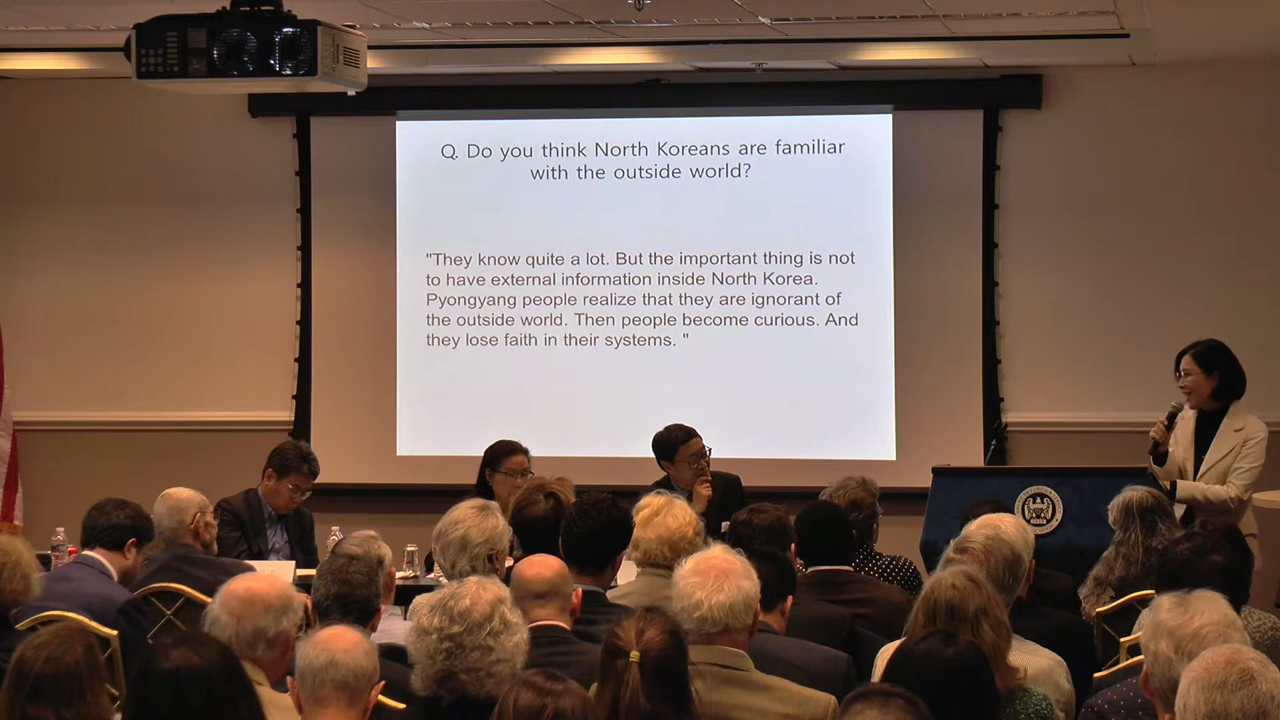 Q. Do you think North Koreans are familiar
with the outside world?
"They know quite a lot. But the important thing is not
to have external information inside North Korea.
Pyongyang people realize that they are ignorant of
the outside world. Then people become curious. And
they lose faith in their systems. "